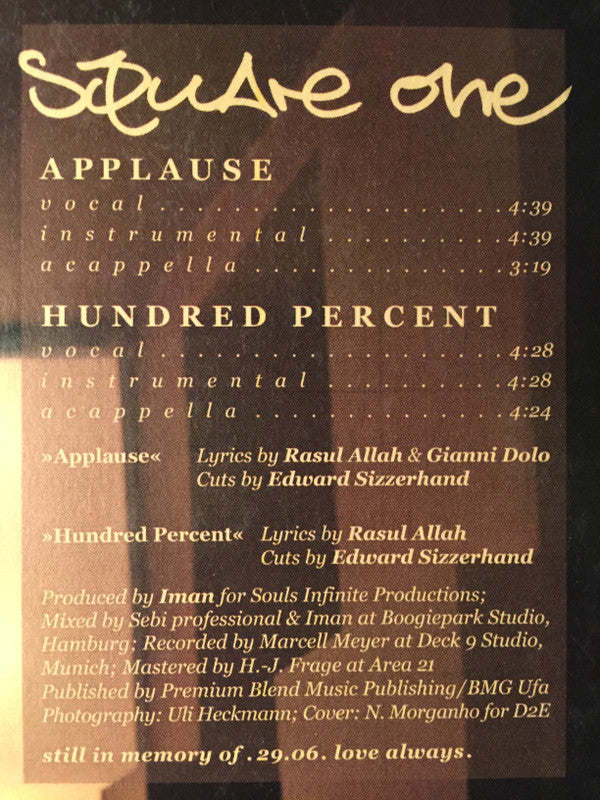 Square one
APPLAUSE
vocal . . . . . . . . . . . . . . . . . . . . 4:39
instrumental . . . . . . . . . . 4:39
acappella . . . . . . . . . . . . . . 3:19
HUNDRED PERCENT
vocal . . . . . . . . . . . . . . . . . . . . 4:28
instrumental . . . . . . . . . . 4:28
acappella . . . . . . . . . . . . . . 4:24
»Applause« Lyrics by Rasul Allah & Gianni Dolo
Cuts by Edward Sizzerhand
»Hundred Percent« Lyrics by Rasul Allah
Cuts by Edward Sizzerhand
Produced by Iman for Souls Infinite Productions;
Mixed by Sebi professional & Iman at Boogiepark Studio,
Hamburg; Recorded by Marcell Meyer at Deck 9 Studio,
Munich; Mastered by H.-J. Frage at Area 21
Published by Premium Blend Music Publishing/BMG Ufa
Photography: Uli Heckmann; Cover: N. Morganho for D2E
still in memory of . 29.06. love always.